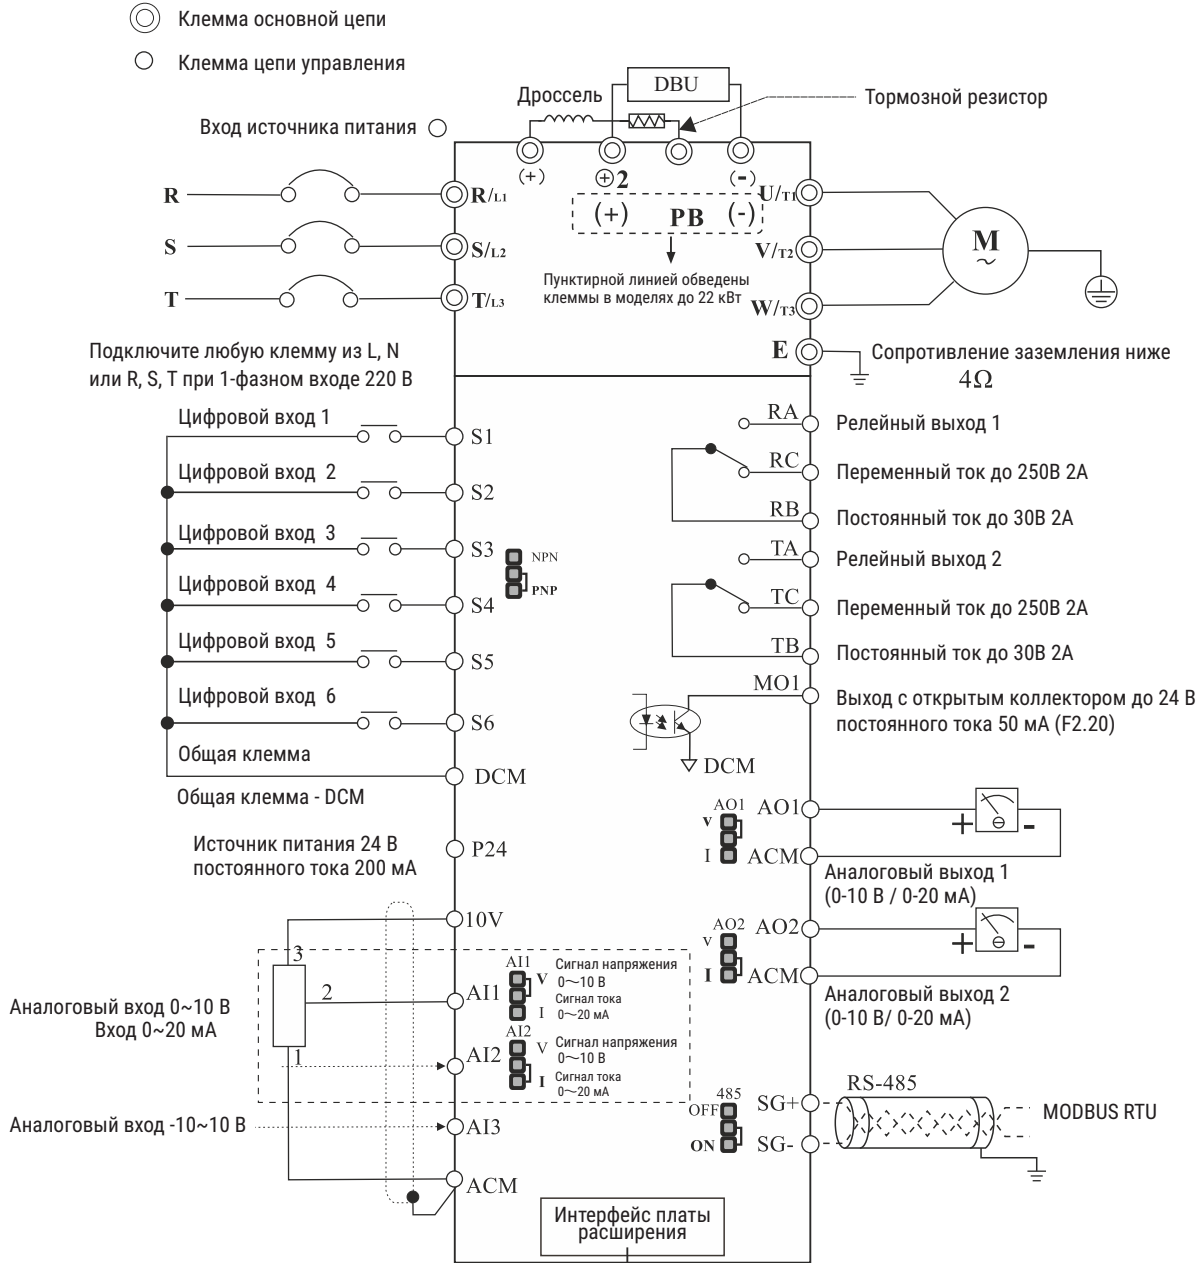 Клемма основной цепи
Клемма цепи управления
DBU
Дроссель
Тормозной резистор
Вход источника питания
(+)
⊕2
(-)
R
R/L1
U/T1
(+) PB (-)
S
S/L2
V/T2
M
~
Пунктирной линией обведены
клеммы в моделях до 22 кВт
T
T/L3
W/T3
E
Сопротивление заземления ниже
4Ω
Подключите любую клемму из L, N
или R, S, T при 1-фазном входе 220 В
Цифровой вход 1
S1
Цифровой вход 2
S2
Цифровой вход 3
S3
Цифровой вход 4
S4
Цифровой вход 5
S5
Цифровой вход 6
S6
Общая клемма
DCM
Общая клемма - DCM
NPN
PNP
RA
Релейный выход 1
RC
Переменный ток до 250В 2А
RB
Постоянный ток до 30В 2А
TA
Релейный выход 2
TC
Переменный ток до 250В 2А
TB
Постоянный ток до 30В 2А
MO1
Выход с открытым коллектором до 24 В
постоянного тока 50 мА (F2.20)
DCM
AO1
V
I
AO1
ACM
+ -
Аналоговый выход 1
(0-10 В / 0-20 мА)
Источник питания 24 В
постоянного тока 200 мА
P24
10V
AO2
V
I
AO2
ACM
+ -
Аналоговый выход 2
(0-10 В/ 0-20 мА)
3
2
1
Аналоговый вход 0~10 В
Вход 0~20 мА
AI1
AI1
V
I
Сигнал напряжения
0～10 В
Сигнал тока
0～20 мА
AI2
AI2
V
I
Сигнал напряжения
0～10 В
Сигнал тока
0～20 мА
Аналоговый вход -10~10 В
AI3
ACM
485
OFF
ON
SG+
SG-
RS-485
MODBUS RTU
Интерфейс платы
расширения